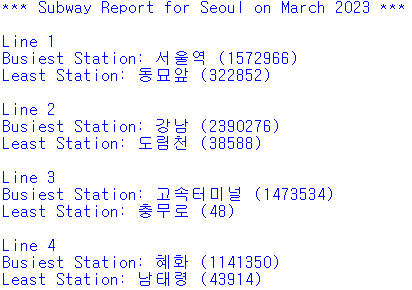 *** Subway Report for Seoul on March 2023 ***
Line 1
Busiest Station: 서울역 (1572966)
Least Station: 동묘앞 (322852)
Line 2
Busiest Station: 강남 (2390276)
Least Station: 도림천 (38588)
Line 3
Busiest Station: 고속터미널 (1473534)
Least Station: 충무로 (48)
Line 4
Busiest Station: 혜화 (1141350)
Least Station: 남태령 (43914)